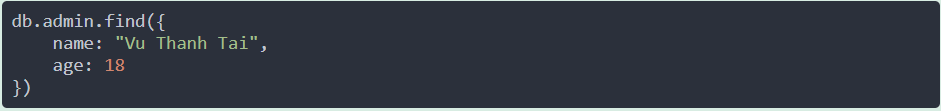 db.admin.find({
    name: "Vu Thanh Tai",
    age: 18
})